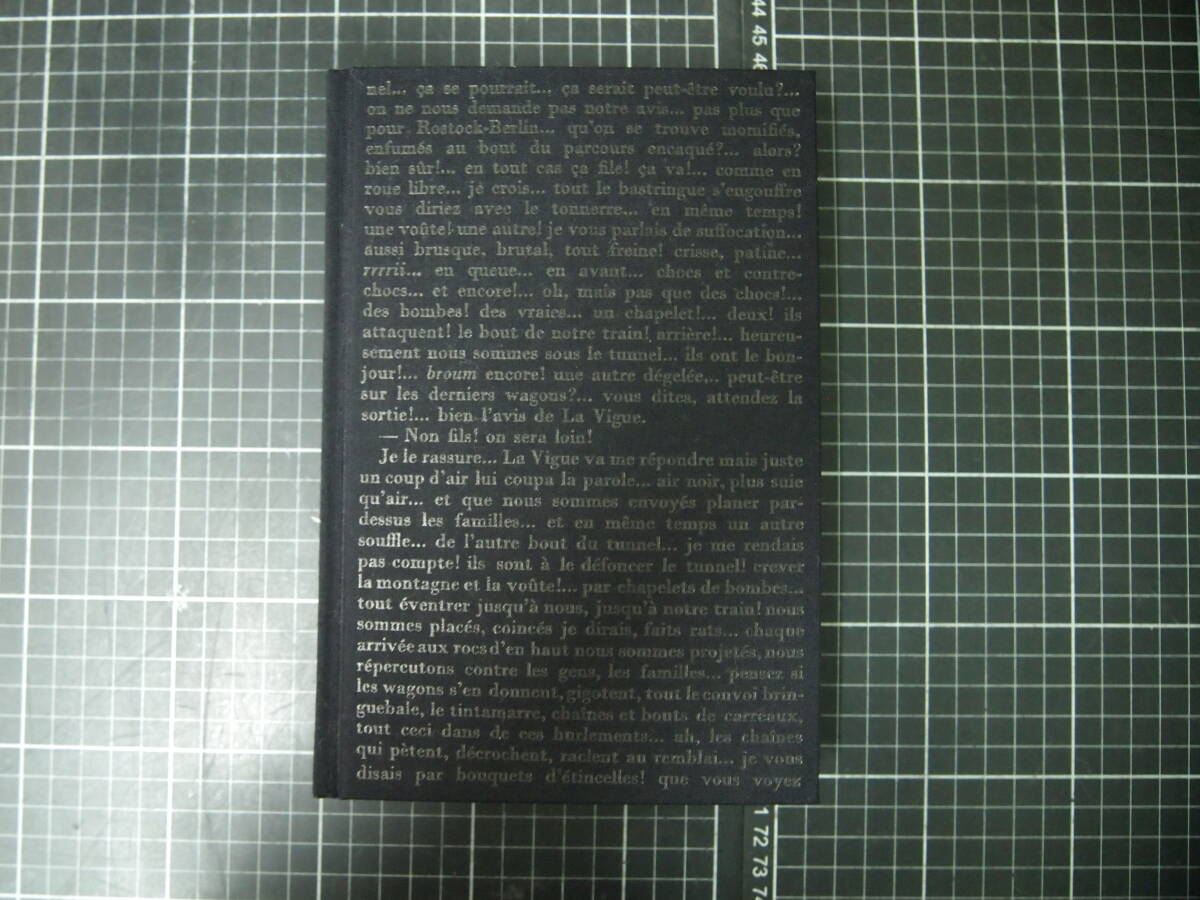 44 45 46
nel... ça se pourrait... ça serait peut-être voulu?...
on ne nous demande pas notre avis... pas plus que
pour Rostock-Berlin... qu'on se trouve momifiés,
enfumés au bout du parcours encaqué?... alors?
bien sûr!... en tout cas ça file! ça va!... comme en
roue libre... je crois... tout le bastringue s'engouffre
vous diriez avec le tonnerre... en même temps!
une voûte! une autre! je vous parlais de suffocation...
aussi brusque, brutal, tout freine! crisse, patine...
rrrrii... en queue... en avant... chocs et contre-
chocs... et encore!... oh, mais pas que des chocs!...
des bombes! des vraies... un chapelet!... deux! ils
attaquent! le bout de notre train! arrière!... heureu-
sement nous sommes sous le tunnel... ils ont le bon-
jour!... broum encore! une autre dégelée... peut-être
sur les derniers wagons?... vous dites, attendez la
sortie!... bien l'avis de La Vigue.
— Non fils! on sera loin!
Je le rassure... La Vigue va me répondre mais juste
un coup d'air lui coupa la parole... air noir, plus suie
qu'air... et que nous sommes envoyés planer par-
dessus les familles... et en même temps un autre
souffle... de l'autre bout du tunnel... je me rendais
pas compte! ils sont à le défoncer le tunnel! crever
la montagne et la voûte!... par chapelets de bombes...
tout éventrer jusqu'à nous, jusqu'à notre train! nous
sommes placés, coincés je dirais, faits rats... chaque
arrivée aux rocs d'en haut nous sommes projetés, nous
répercutons contre les gens, les familles... pensez si
les wagons s'en donnent, gigotent, tout le convoi brin-
guebale, le tintamarre, chaînes et bouts de carreaux,
tout ceci dans de ces hurlements... ah, les chaînes
qui pètent, décrochent, raclent au remblai... je vous
disais par bouquets d'étincelles! que vous voyez
72 73